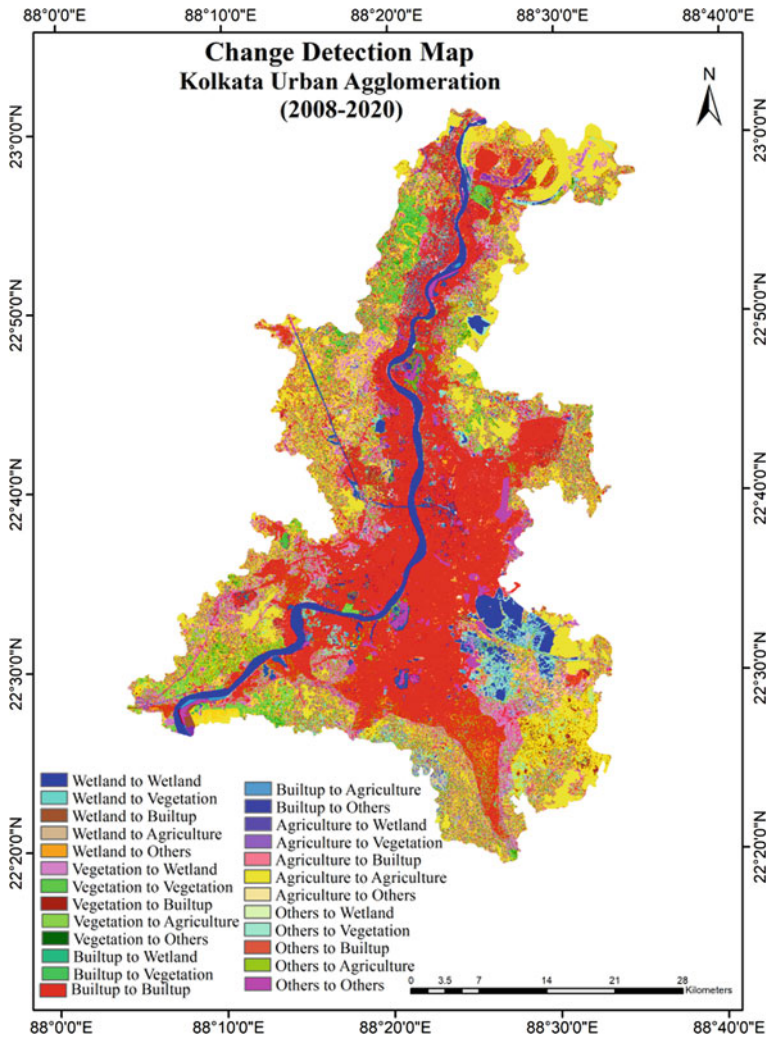 88°0'0"E 88°10'0"E 88°20'0"E 88°30'0"E 88°40'0"E
Change Detection Map
Kolkata Urban Agglomeration
(2008-2020)
N
23°0'0"N 23°0'0"N
22°50'0"N 22°50'0"N
22°40'0"N 22°40'0"N
22°30'0"N 22°30'0"N
22°20'0"N 22°20'0"N
Wetland to Wetland
Wetland to Vegetation
Wetland to Builtup
Wetland to Agriculture
Wetland to Others
Vegetation to Wetland
Vegetation to Vegetation
Vegetation to Builtup
Vegetation to Agriculture
Vegetation to Others
Builtup to Wetland
Builtup to Vegetation
Builtup to Builtup
Builtup to Agriculture
Builtup to Others
Agriculture to Wetland
Agriculture to Vegetation
Agriculture to Builtup
Agriculture to Agriculture
Agriculture to Others
Others to Wetland
Others to Vegetation
Others to Builtup
Others to Agriculture
Others to Others
0 3.5 7 14 21 28
Kilometers
88°0'0"E 88°10'0"E 88°20'0"E 88°30'0"E 88°40'0"E